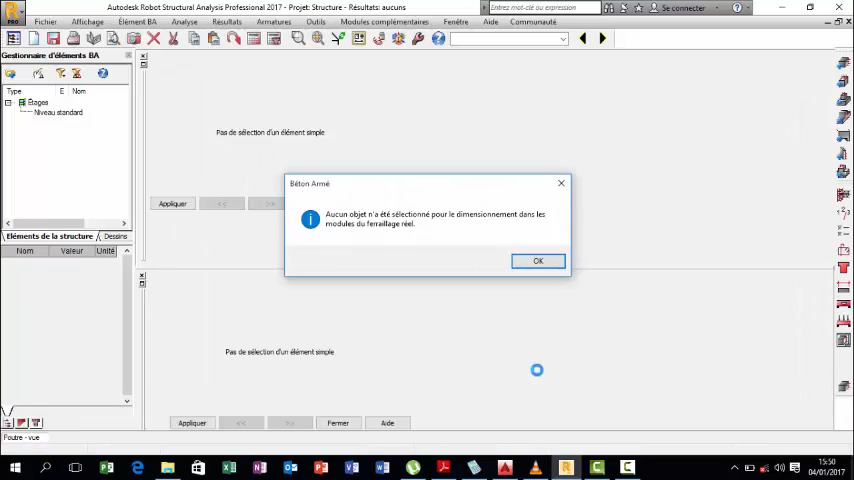 PRO
Autodesk Robot Structural Analysis Professional 2017 - Projet: Structure - Résultats: aucuns
Entrez mot-clé ou expression
Se connecter
Fichier Affichage Élément BA Analyse Résultats Armatures Outils Modules complémentaires Fenêtre Aide Communauté
Gestionnaire d'éléments BA
Type E Nom
Étages
Niveau standard
Pas de sélection d'un élément simple
Appliquer << >>
Béton Armé
Aucun objet n'a été sélectionné pour le dimensionnement dans les
modules du ferraillage réel.
OK
Eléments de la structure Dessins
Nom Valeur Unité
Pas de sélection d'un élément simple
Appliquer << >> Fermer Aide
Poutre - vue
15:50
04/01/2017